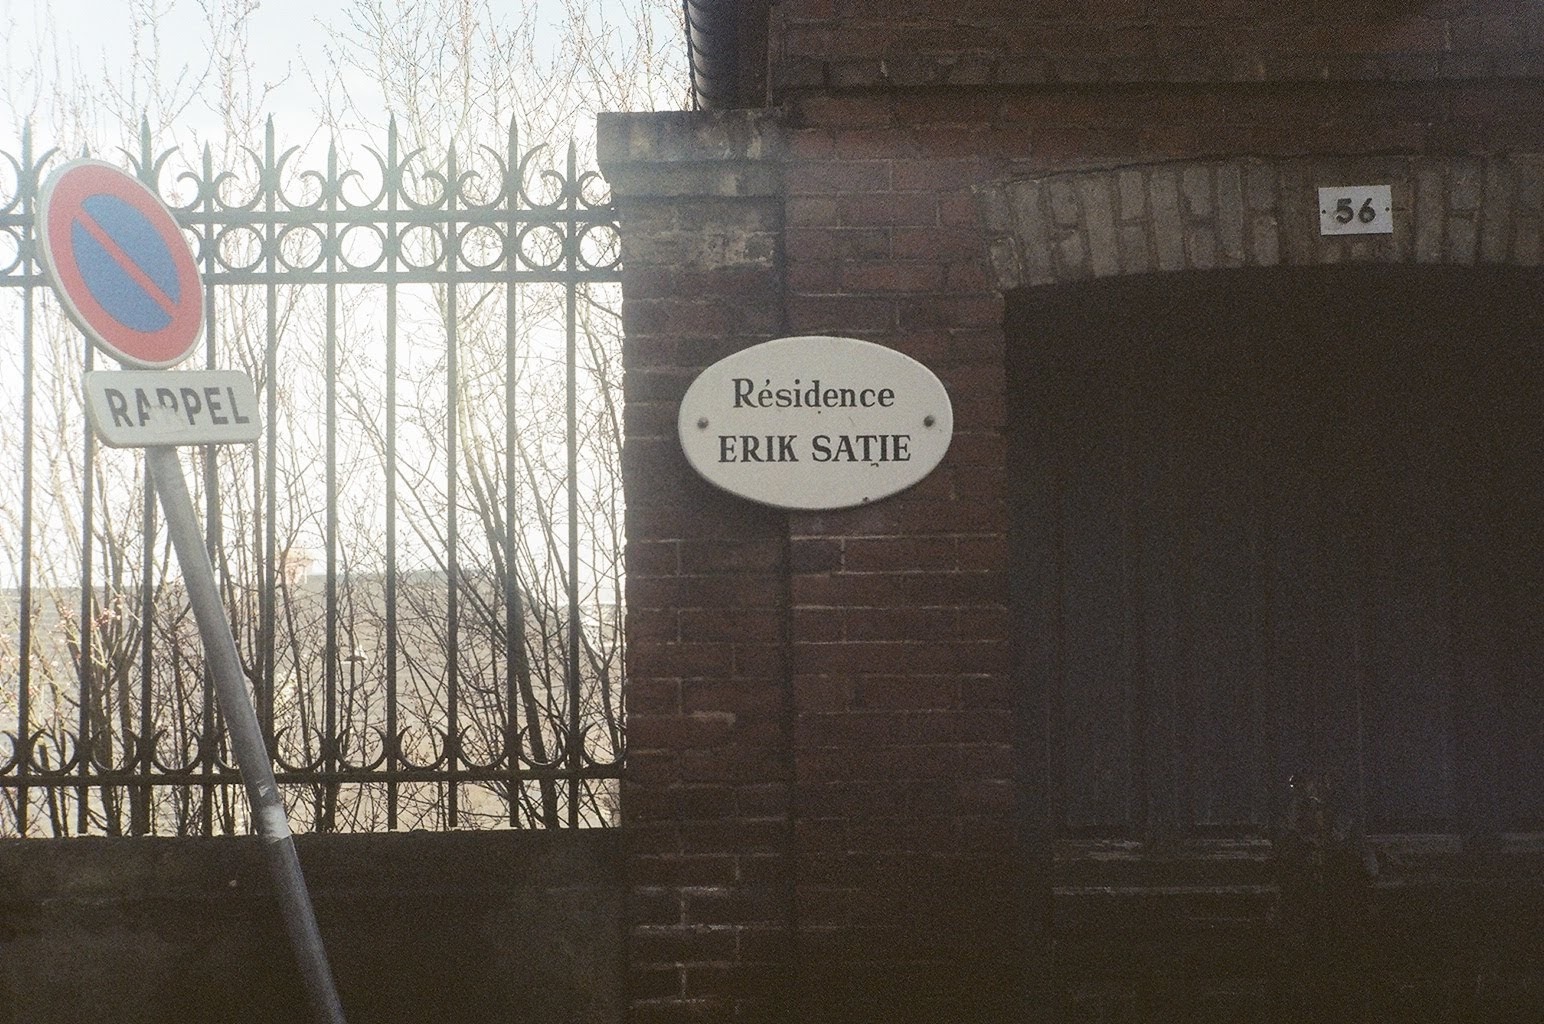 RAPPEL
Résidence
ERIK SATIE
56